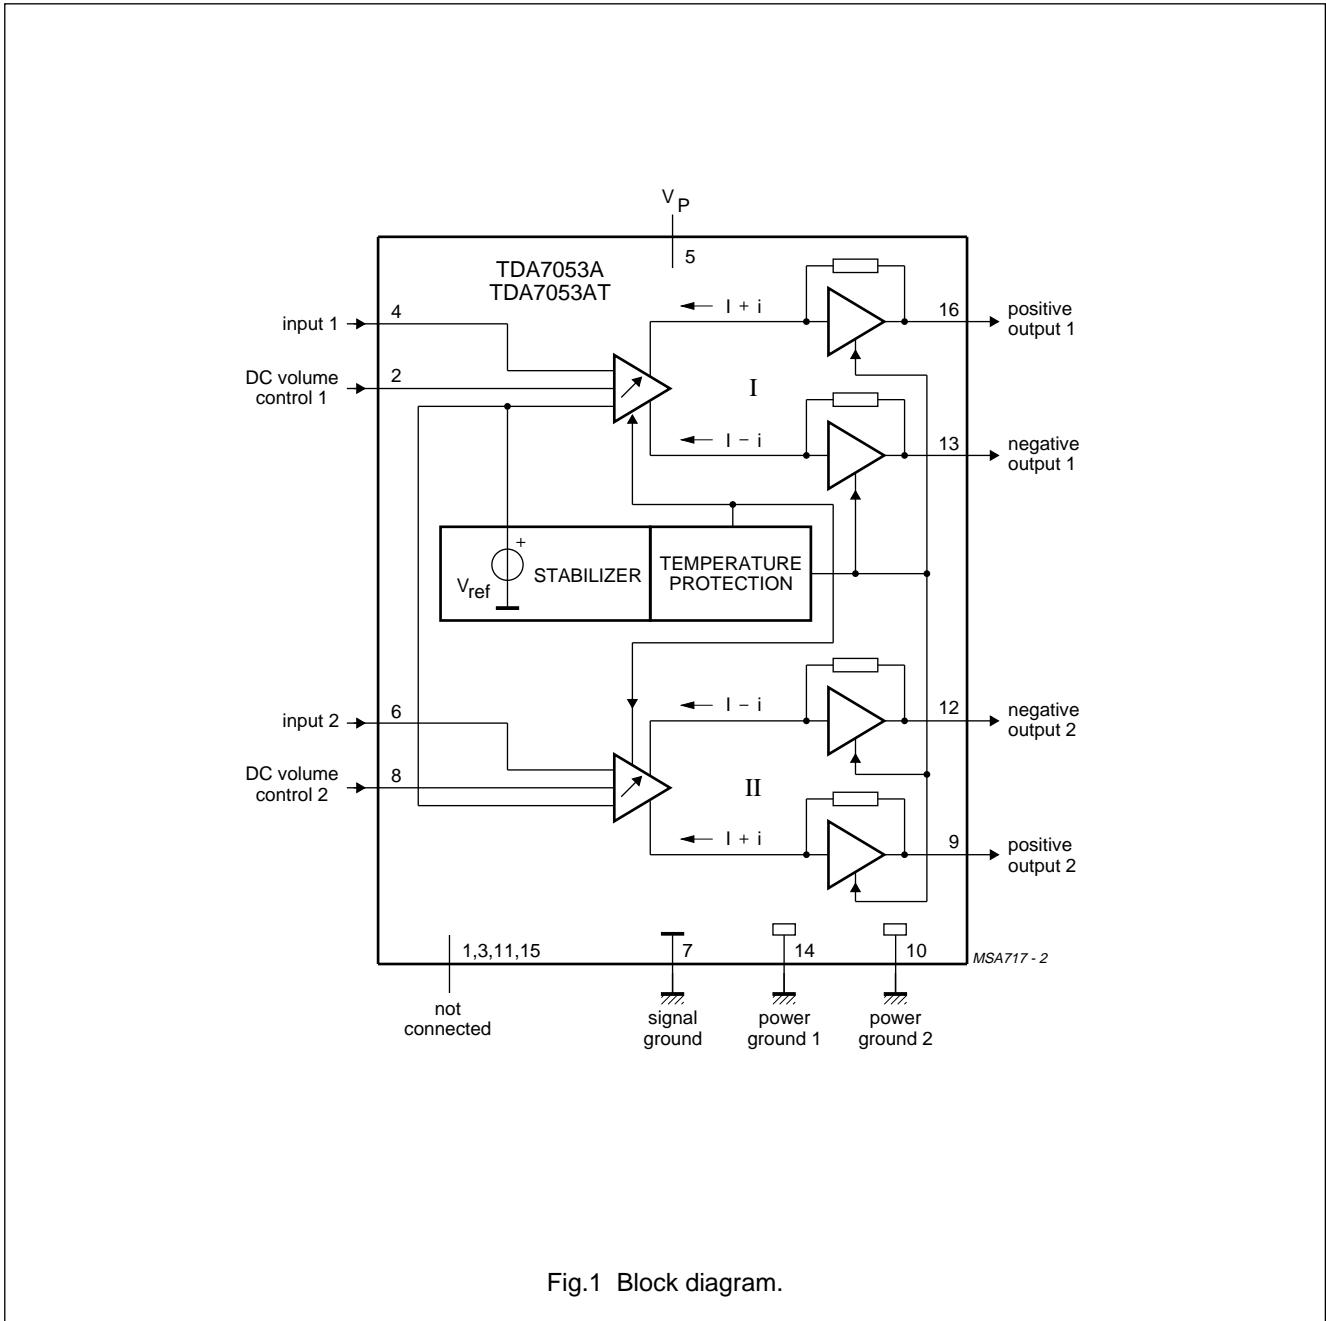 V P
5
TDA7053A
TDA7053AT
I + i
input 1
4
16
positive
output 1
DC volume
control 1
2
I
I − i
13
negative
output 1
+
Vref
STABILIZER
TEMPERATURE
PROTECTION
input 2
6
I − i
12
negative
output 2
DC volume
control 2
8
II
I + i
9
positive
output 2
1,3,11,15
7
14
10
MSA717 - 2
not
connected
signal
ground
power
ground 1
power
ground 2
Fig.1 Block diagram.